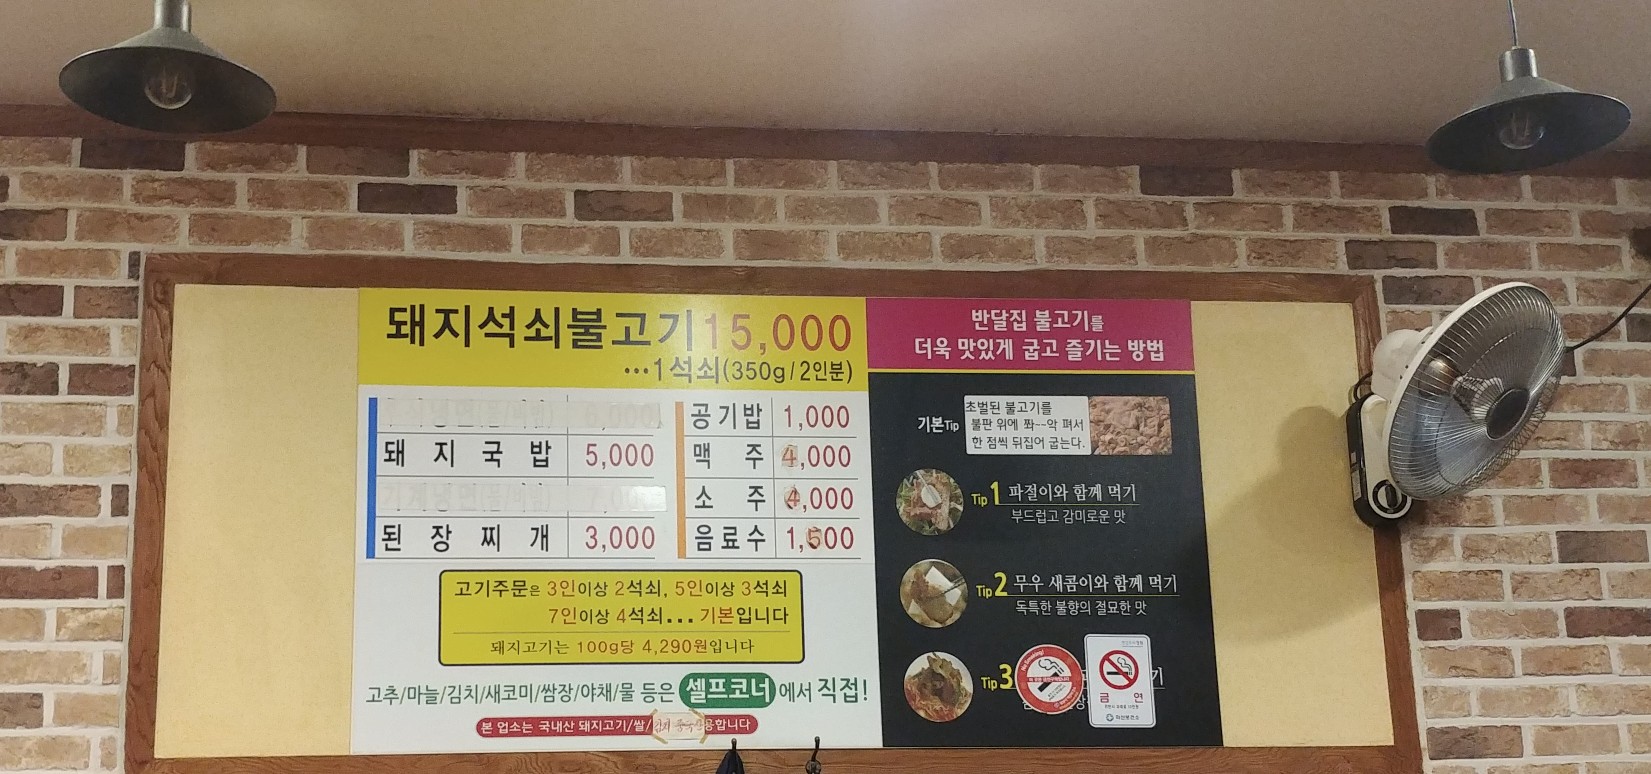 돼지석쇠불고기 15,000
···1석쇠(350g/2인분)
돼지국밥 5,000
된장찌개 3,000
공기밥 1,000
맥주 4,000
소주 4,000
음료수 1,500
고기주문은 3인이상 2석쇠, 5인이상 3석쇠
7인이상 4석쇠... 기본입니다
돼지고기는 100g당 4,290원입니다
고추/마늘/김치/새코미/쌈장/야채/물 등은 셀프코너에서 직접!
본 업소는 국내산 돼지고기/쌀/
용합니다
반달집 불고기를
더욱 맛있게 굽고 즐기는 방법
기본Tip
초벌된 불고기를
불판 위에 쫘--악 펴서
한 점씩 뒤집어 굽는다.
Tip1 파절이와 함께 먹기
부드럽고 감미로운 맛
Tip2 무우 새콤이와 함께 먹기
독특한 불향의 절묘한 맛
Tip3
기
No Smoking!
금연